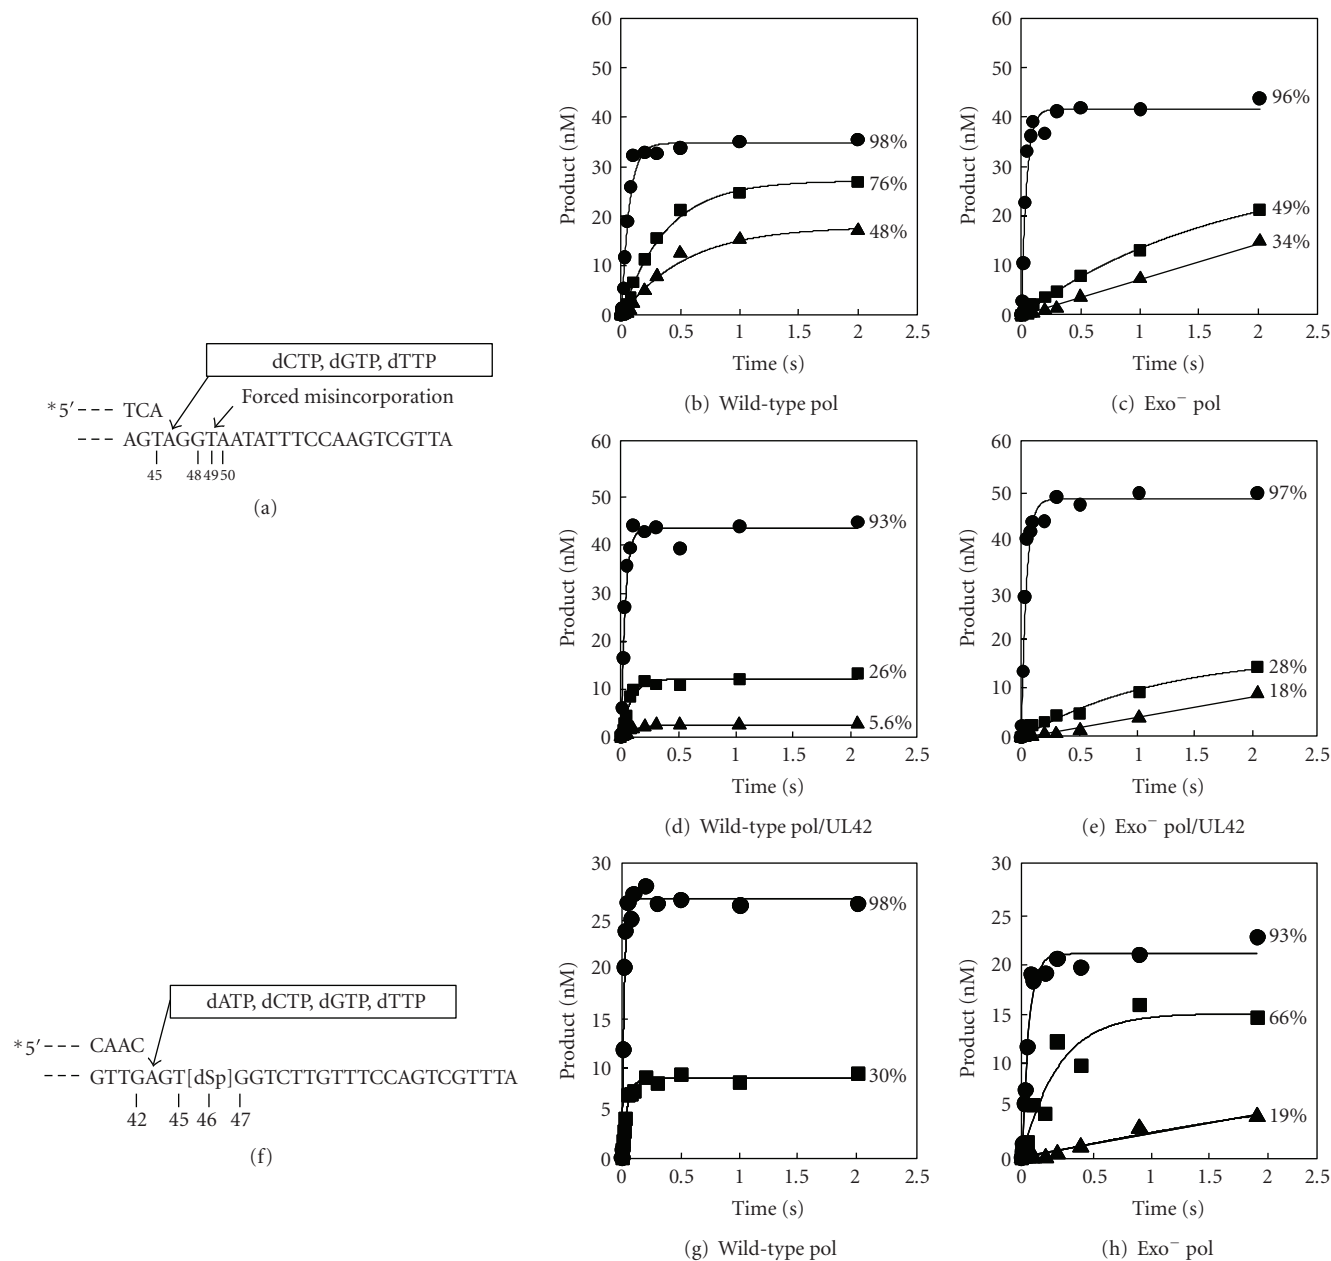 dCTP, dGTP, dTTP
Forced misincorporation
*5′--- TCA
--- AGTAGGTAATATTTCCAAGTCGTTA
45 48 49 50
(a)
60
50
40
30
20
10
0
Product (nM)
98%
76%
48%
0 0.5 1 1.5 2 2.5
Time (s)
(b) Wild-type pol
60
50
40
30
20
10
0
Product (nM)
96%
49%
34%
0 0.5 1 1.5 2 2.5
Time (s)
(c) Exo− pol
60
50
40
30
20
10
0
Product (nM)
93%
26%
5.6%
0 0.5 1 1.5 2 2.5
Time (s)
(d) Wild-type pol/UL42
60
50
40
30
20
10
0
Product (nM)
97%
28%
18%
0 0.5 1 1.5 2 2.5
Time (s)
(e) Exo− pol/UL42
dATP, dCTP, dGTP, dTTP
*5′--- CAAC
--- GTTGAGT[dSp]GGTCTTGTTTCCAGTCGTTTA
42 45 46 47
(f)
30
25
20
15
10
5
0
Product (nM)
98%
30%
0 0.5 1 1.5 2 2.5
Time (s)
(g) Wild-type pol
30
25
20
15
10
5
0
Product (nM)
93%
66%
19%
0 0.5 1 1.5 2 2.5
Time (s)
(h) Exo− pol